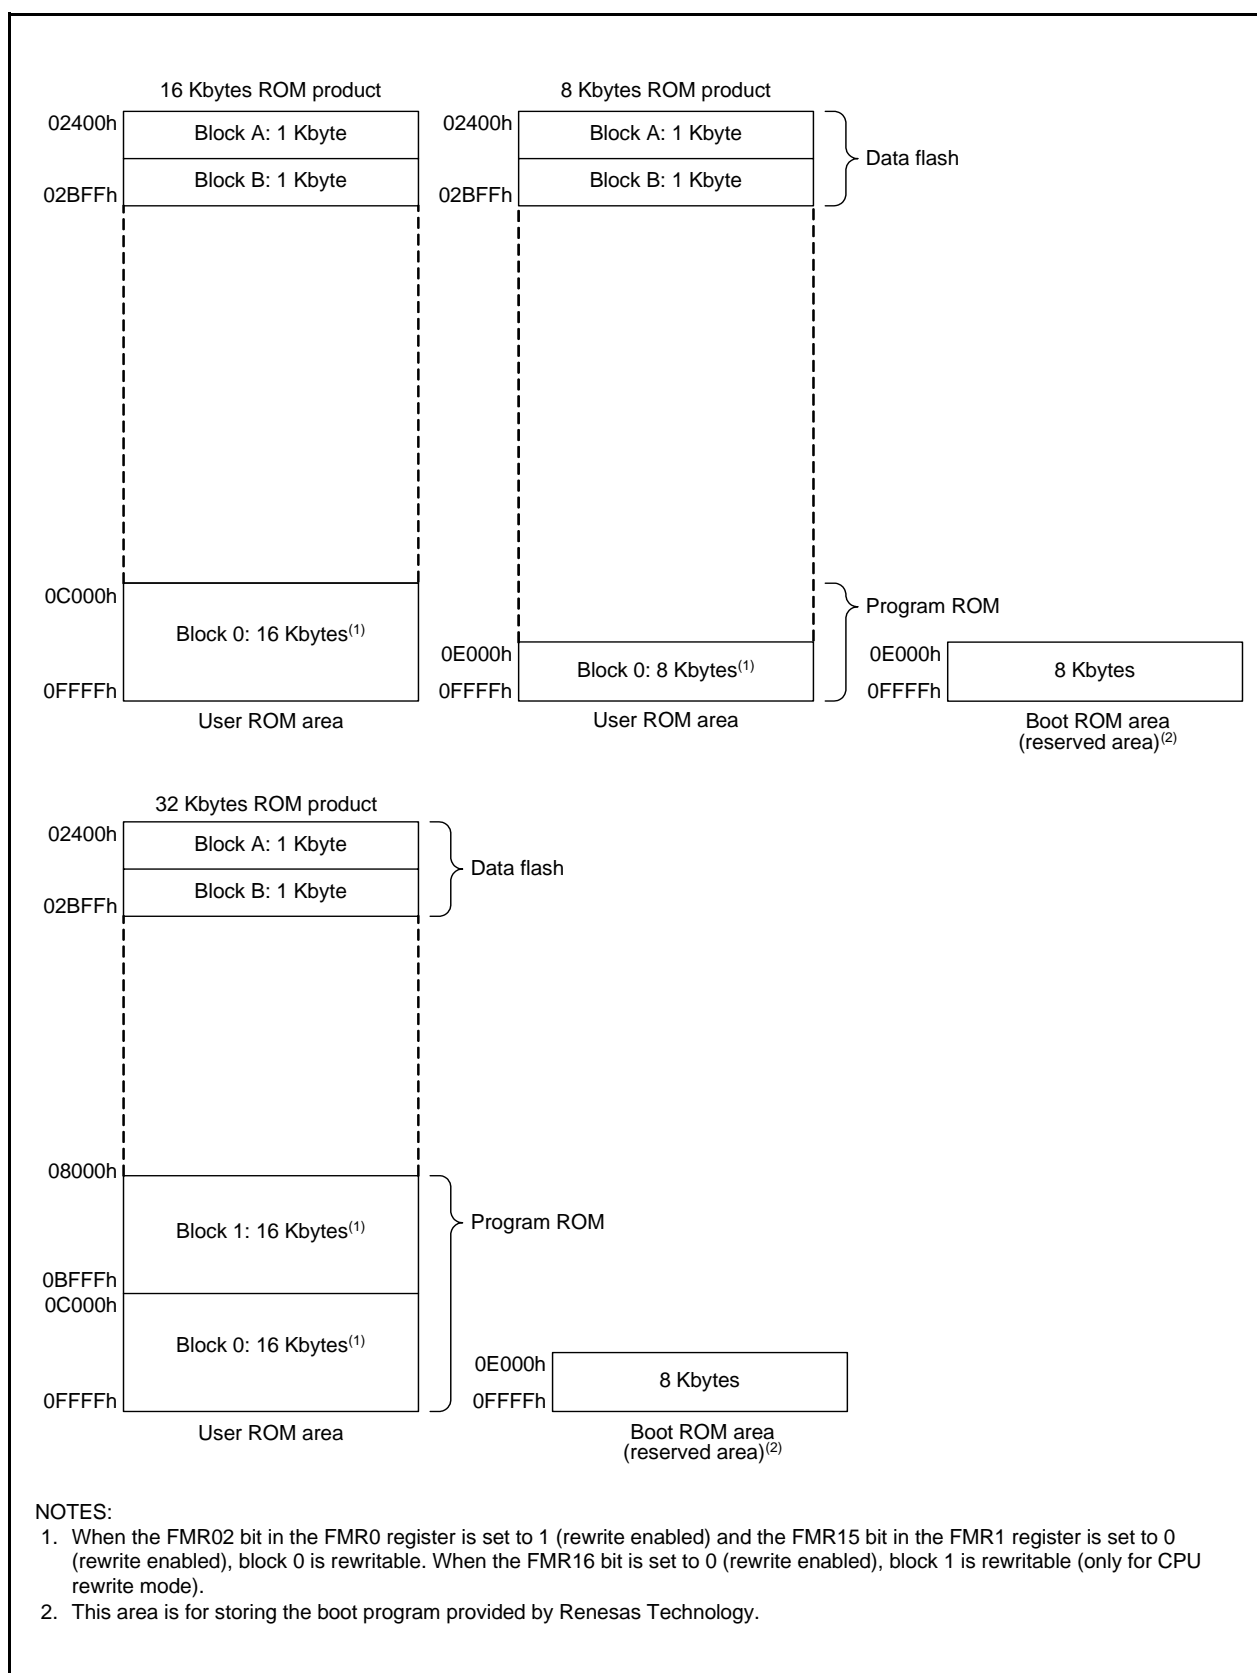 16 Kbytes ROM product
8 Kbytes ROM product
02400h
Block A: 1 Kbyte
02400h
Block A: 1 Kbyte
Data flash
02BFFh
Block B: 1 Kbyte
02BFFh
Block B: 1 Kbyte
0C000h
Program ROM
Block 0: 16 Kbytes(1)
0E000h
Block 0: 8 Kbytes(1)
0E000h
8 Kbytes
0FFFFh
0FFFFh
0FFFFh
User ROM area
User ROM area
Boot ROM area
(reserved area)(2)
32 Kbytes ROM product
02400h
Block A: 1 Kbyte
Data flash
Block B: 1 Kbyte
02BFFh
08000h
Program ROM
Block 1: 16 Kbytes(1)
0BFFFh
0C000h
Block 0: 16 Kbytes(1)
0E000h
8 Kbytes
0FFFFh
0FFFFh
User ROM area
Boot ROM area
(reserved area)(2)
NOTES:
1. When the FMR02 bit in the FMR0 register is set to 1 (rewrite enabled) and the FMR15 bit in the FMR1 register is set to 0
(rewrite enabled), block 0 is rewritable. When the FMR16 bit is set to 0 (rewrite enabled), block 1 is rewritable (only for CPU
rewrite mode).
2. This area is for storing the boot program provided by Renesas Technology.